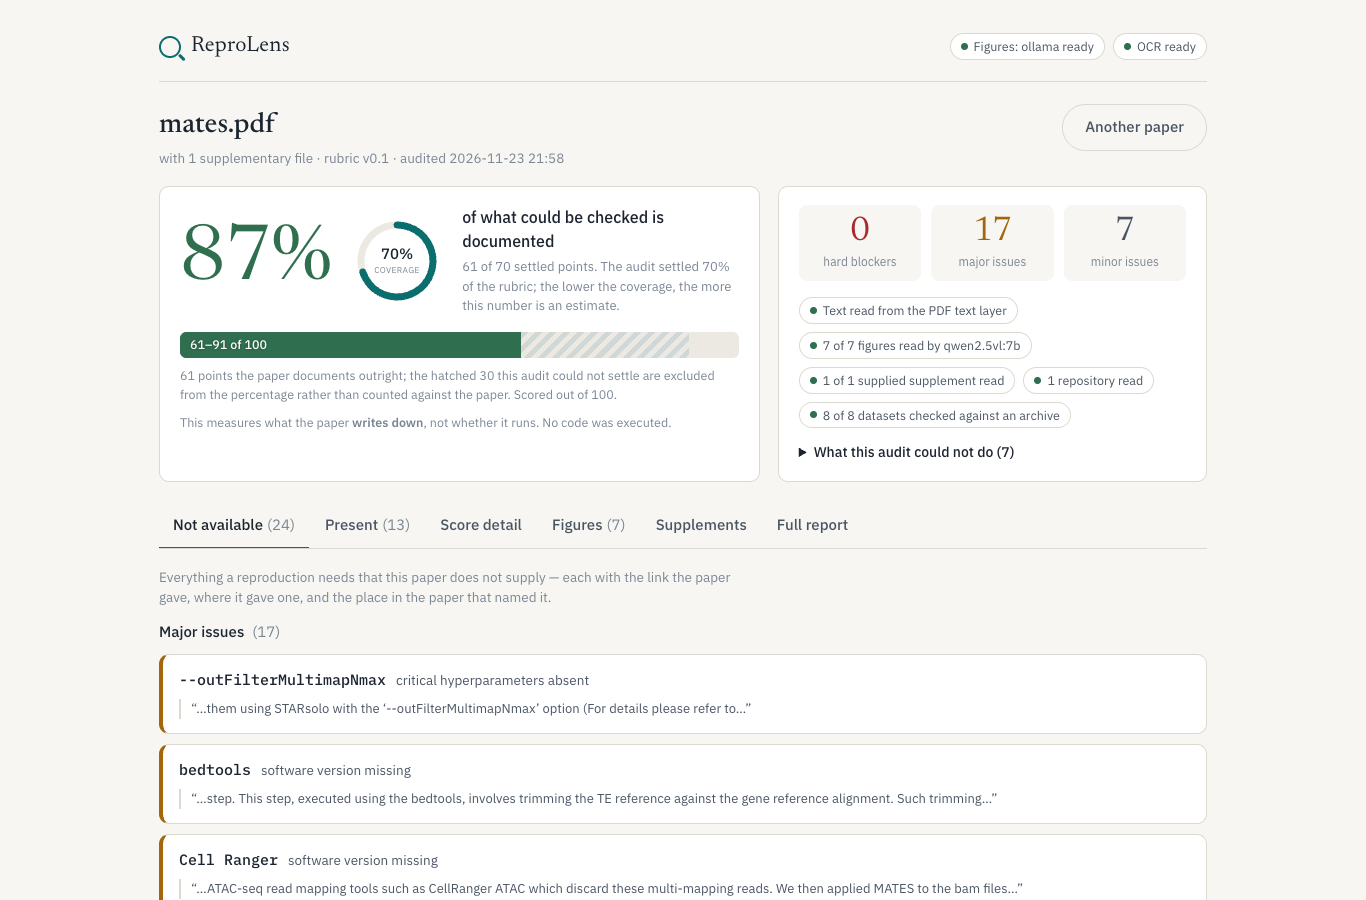 ReproLens
Figures: ollama ready
OCR ready
mates.pdf
Another paper
with 1 supplementary file · rubric v0.1 · audited 2026-11-23 21:58
87%
70%
COVERAGE
of what could be checked is
documented
61 of 70 settled points. The audit settled 70%
of the rubric; the lower the coverage, the more
this number is an estimate.
61–91 of 100
61 points the paper documents outright; the hatched 30 this audit could not settle are excluded
from the percentage rather than counted against the paper. Scored out of 100.
This measures what the paper writes down, not whether it runs. No code was executed.
0
hard blockers
17
major issues
7
minor issues
Text read from the PDF text layer
7 of 7 figures read by qwen2.5vl:7b
1 of 1 supplied supplement read
1 repository read
8 of 8 datasets checked against an archive
What this audit could not do (7)
Not available (24)
Present (13)
Score detail
Figures (7)
Supplements
Full report
Everything a reproduction needs that this paper does not supply — each with the link the paper
gave, where it gave one, and the place in the paper that named it.
Major issues (17)
--outFilterMultimapNmax critical hyperparameters absent
“…them using STARsolo with the ‘--outFilterMultimapNmax’ option (For details please refer to…”
bedtools software version missing
“…step. This step, executed using the bedtools, involves trimming the TE reference against the gene reference alignment. Such trimming…”
Cell Ranger software version missing
“…ATAC-seq read mapping tools such as CellRanger ATAC which discard these multi-mapping reads. We then applied MATES to the bam files…”